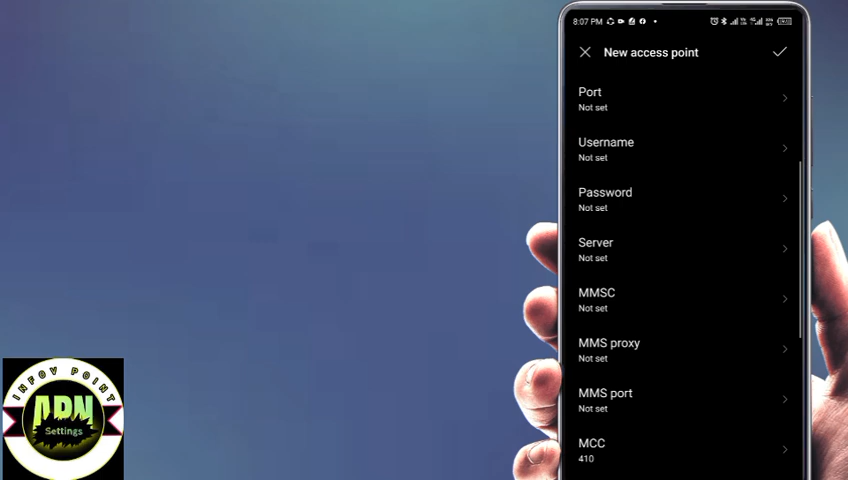 8:07 PM
New access point
Port
Not set
Username
Not set
Password
Not set
Server
Not set
MMSC
Not set
MMS proxy
Not set
MMS port
Not set
MCC
410
INFOV POINT
APN
Settings